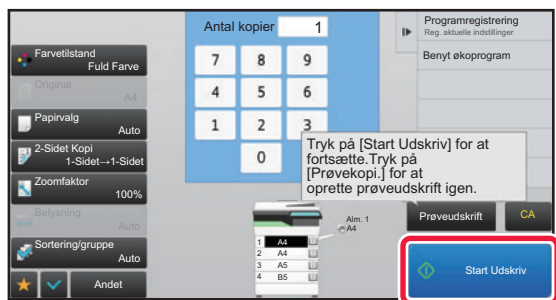 Antal kopier
1
Programregistrering
Reg. aktuelle indstillinger
Benyt økoprogram
Farvetilstand
Fuld Farve
Original
A4
Papirvalg
Auto
2-Sidet Kopi
1-Sidet→1-Sidet
Zoomfaktor
100%
Belysning
Auto
Sortering/gruppe
Auto
Andet
7 8 9
4 5 6
1 2 3
0
Tryk på [Start Udskriv] for at
fortsætte.Tryk på
[Prøvekopi.] for at
oprette prøveudskrift igen.
Alm. 1
A4
1 A4
2 A4
3 A5
4 B5
Prøveudskrift
CA
Start Udskriv